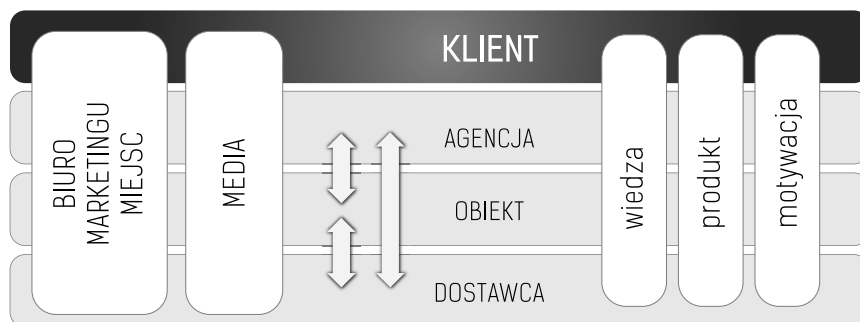 KLIENT
BIURO
MARKETINGU
MIEJSC
MEDIA
AGENCJA
OBIEKT
DOSTAWCA
wiedza
produkt
motywacja